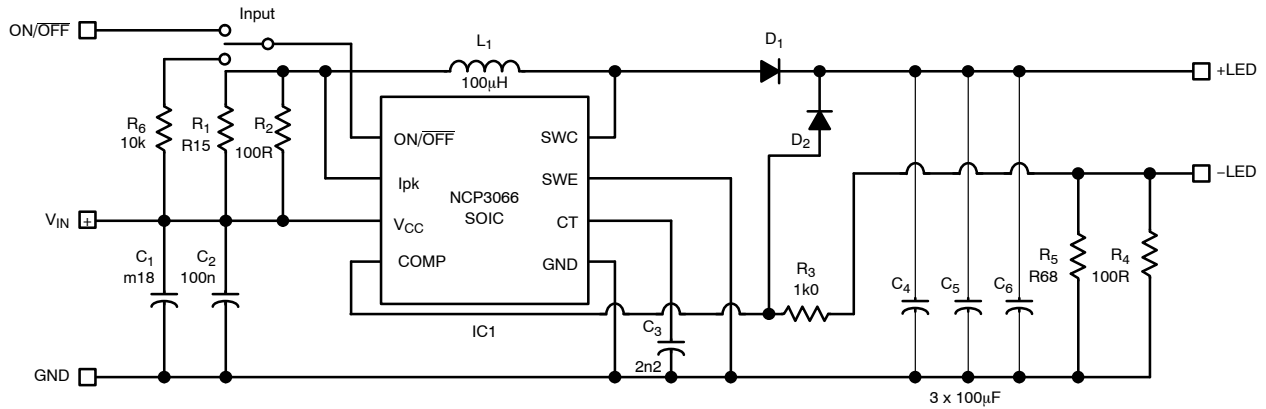 Input
ON/OFF
L1
100µH
D1
+LED
R6
10k
R1
R15
R2
100R
ON/OFF
SWC
D2
Ipk
SWE
−LED
NCP3066
SOIC
VIN
+
VCC
CT
COMP
GND
C1
m18
C2
100n
R3
1k0
C4
C5
C6
R5
R68
R4
100R
IC1
C3
2n2
GND
3 x 100µF